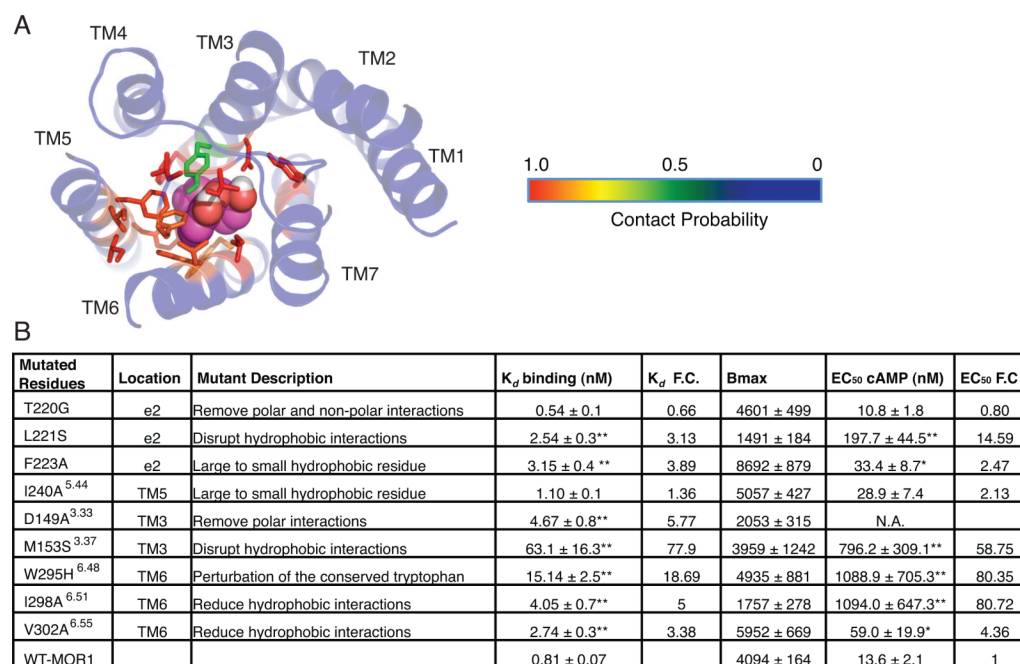 A
TM4
TM3
TM2
TM5
TM1
TM7
TM6
1.0 0.5 0
Contact Probability
B
Mutated Residues Location Mutant Description Kd binding (nM) Kd F.C. Bmax EC50 cAMP (nM) EC50 F.C
T220G e2 Remove polar and non-polar interactions 0.54 ± 0.1 0.66 4601 ± 499 10.8 ± 1.8 0.80
L221S e2 Disrupt hydrophobic interactions 2.54 ± 0.3** 3.13 1491 ± 184 197.7 ± 44.5** 14.59
F223A e2 Large to small hydrophobic residue 3.15 ± 0.4 ** 3.89 8692 ± 879 33.4 ± 8.7* 2.47
I240A 5.44 TM5 Large to small hydrophobic residue 1.10 ± 0.1 1.36 5057 ± 427 28.9 ± 7.4 2.13
D149A3.33 TM3 Remove polar interactions 4.67 ± 0.8** 5.77 2053 ± 315 N.A.
M153S 3.37 TM3 Disrupt hydrophobic interactions 63.1 ± 16.3** 77.9 3959 ± 1242 796.2 ± 309.1** 58.75
W295H 6.48 TM6 Perturbation of the conserved tryptophan 15.14 ± 2.5** 18.69 4935 ± 881 1088.9 ± 705.3** 80.35
I298A 6.51 TM6 Reduce hydrophobic interactions 4.05 ± 0.7** 5 1757 ± 278 1094.0 ± 647.3** 80.72
V302A6.55 TM6 Reduce hydrophobic interactions 2.74 ± 0.3** 3.38 5952 ± 669 59.0 ± 19.9* 4.36
WT-MOR1 0.81 ± 0.07 4094 ± 164 13.6 ± 2.1 1